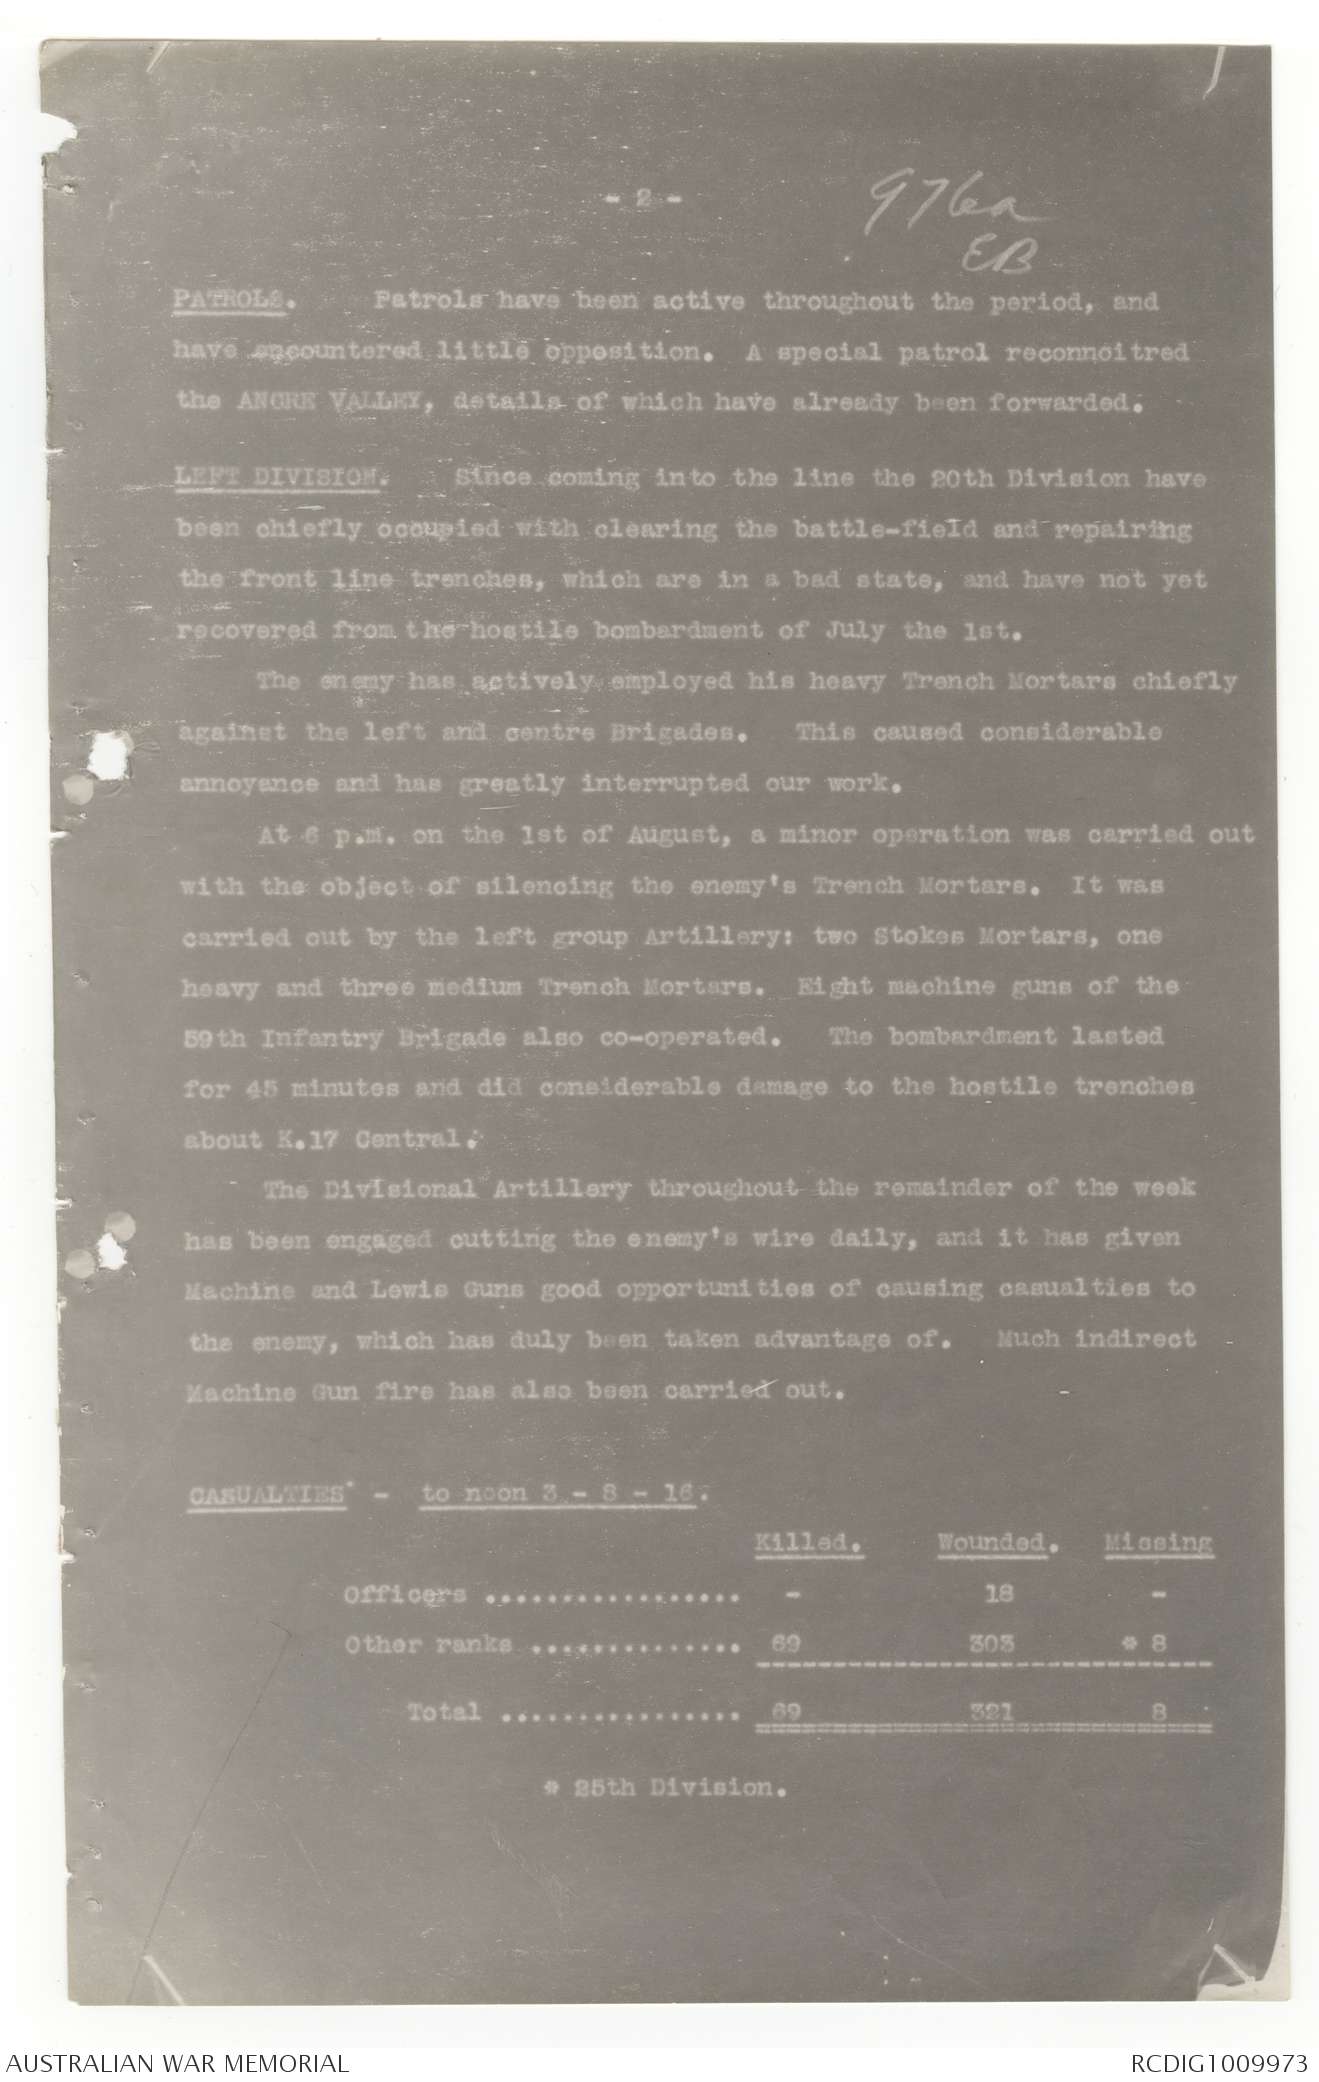 - 2 -
976a
EB
PATROLS. Patrols have been active throughout the period, and
have encountered little opposition. A special patrol reconnoitred
the ANCRE VALLEY, details of which have already been forwarded.
LEFT DIVISION. Since coming into the line the 20th Division have
been chiefly occupied with clearing the battle-field and repairing
the front line trenches, which are in a bad state, and have not yet
recovered from the hostile bombardment of July the 1st.
The enemy has actively employed his heavy Trench Mortars chiefly
against the left and centre Brigades. This caused considerable
annoyance and has greatly interrupted our work.
At 6 p.m. on the 1st of August, a minor operation was carried out
with the object of silencing the enemy's Trench Mortars. It was
carried out by the left group Artillery: two Stokes Mortars, one
heavy and three medium Trench Mortars. Eight machine guns of the
59th Infantry Brigade also co-operated. The bombardment lasted
for 45 minutes and did considerable damage to the hostile trenches
about K.17 Central.
The Divisional Artillery throughout the remainder of the week
has been engaged cutting the enemy's wire daily, and it has given
Machine and Lewis Guns good opportunities of causing casualties to
the enemy, which has duly been taken advantage of. Much indirect
Machine Gun fire has also been carried out.
CASUALTIES - to noon 3 - 8 - 16.
Killed. Wounded. Missing
Officers ................. - 18 -
Other ranks .............. 69 303 * 8
Total ................ 69 321 8
* 25th Division.
AUSTRALIAN WAR MEMORIAL
RCDIG1009973